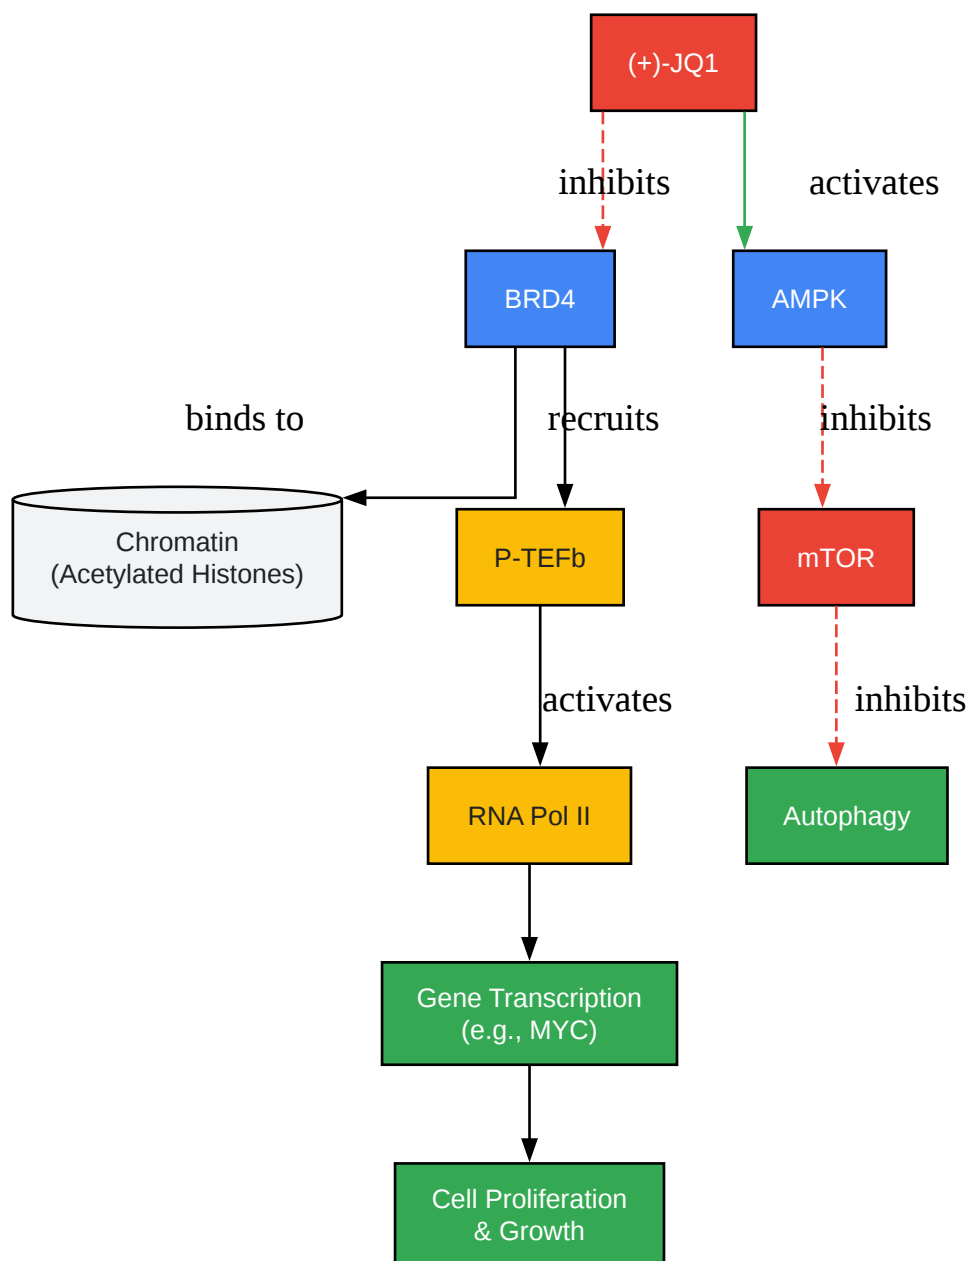 (+)-JQ1
inhibits
activates
BRD4
AMPK
binds to
recruits
inhibits
Chromatin
(Acetylated Histones)
P-TEFb
mTOR
activates
inhibits
RNA Pol II
Autophagy
Gene Transcription
(e.g., MYC)
Cell Proliferation
& Growth